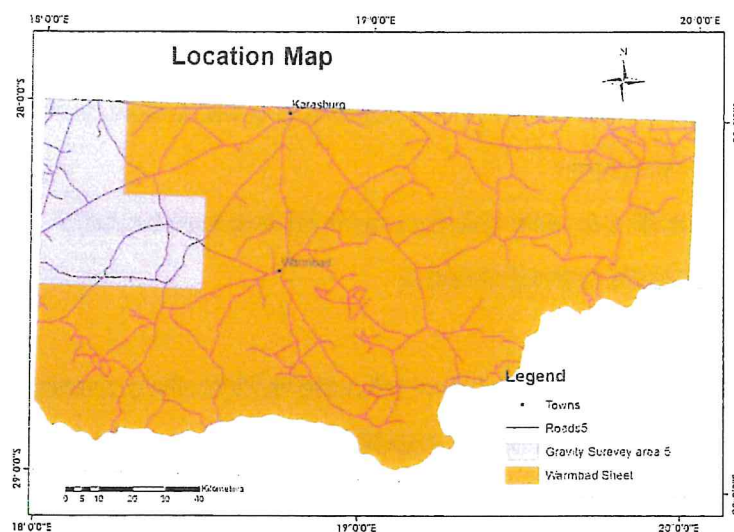 18°0'0"E 19°0'0"E 20°0'0"E
Location Map
N
28°0'0"S
Karasburg
Warmbad
Legend
Towns
Roads5
Gravity Surevey area 5
Warmbad Sheet
29°0'0"S
0 5 10 20 30 40 Kilometers
18°0'0"E 19°0'0"E 20°0'0"E